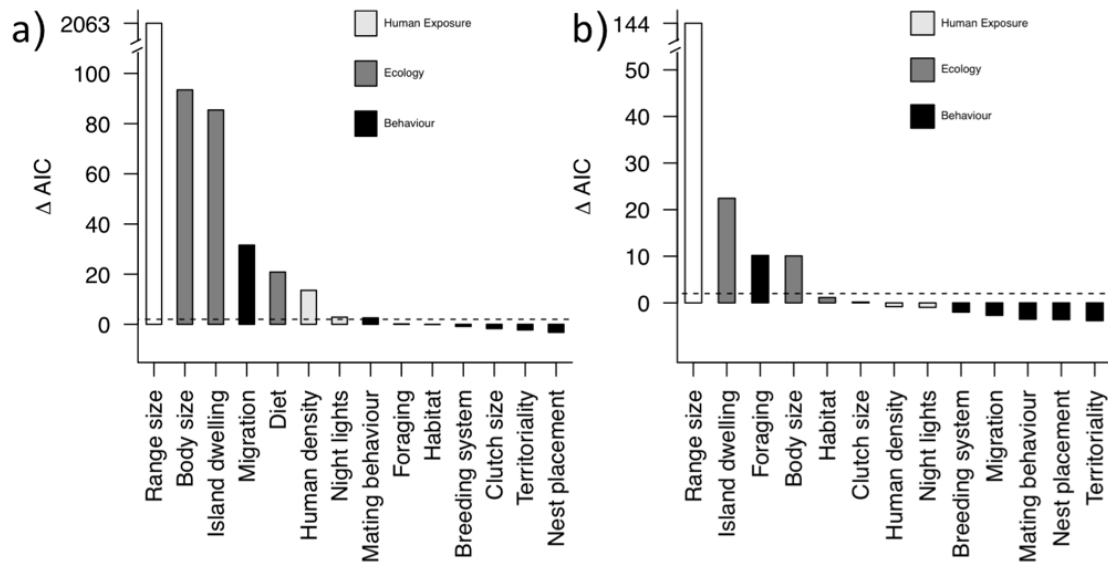 a)
2063
100
80
60
40
20
0
Δ AIC
Human Exposure
Ecology
Behaviour
Range size
Body size
Island dwelling
Migration
Diet
Human density
Night lights
Mating behaviour
Foraging
Habitat
Breeding system
Clutch size
Territoriality
Nest placement
b)
144
50
40
30
20
10
0
Δ AIC
Human Exposure
Ecology
Behaviour
Range size
Island dwelling
Foraging
Body size
Habitat
Clutch size
Human density
Night lights
Breeding system
Migration
Mating behaviour
Nest placement
Territoriality